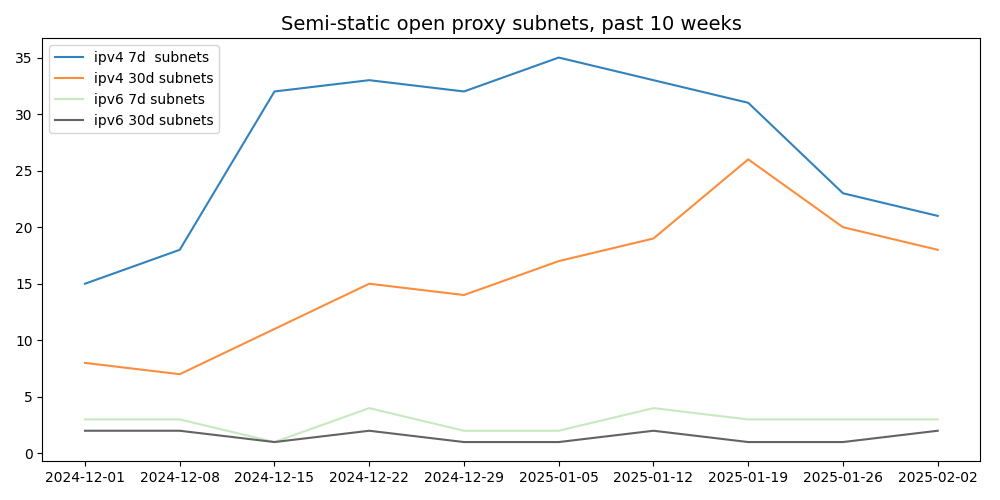 Semi-static open proxy subnets, past 10 weeks
ipv4 7d  subnets
ipv4 30d subnets
ipv6 7d subnets
ipv6 30d subnets
35
30
25
20
15
10
5
0
2024-12-01 2024-12-08 2024-12-15 2024-12-22 2024-12-29 2025-01-05 2025-01-12 2025-01-19 2025-01-26 2025-02-02